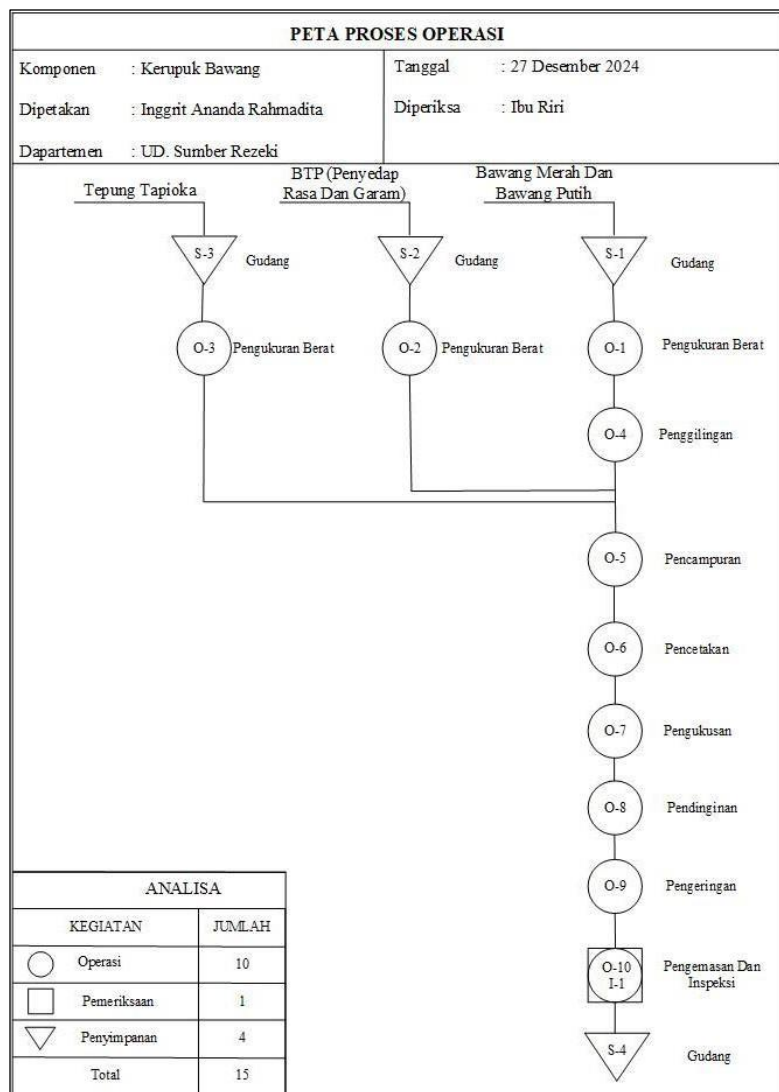 PETA PROSES OPERASI
Komponen : Kerupuk Bawang
Dipetakan : Inggrit Ananda Rahmadita
Dapartemen : UD. Sumber Rezeki
Tanggal : 27 Desember 2024
Diperiksa : Ibu Riri
Tepung Tapioka
BTP (Penyedap
Rasa Dan Garam)
Bawang Merah Dan
Bawang Putih
S-3 Gudang
S-2 Gudang
S-1 Gudang
O-3 Pengukuran Berat
O-2 Pengukuran Berat
O-1 Pengukuran Berat
O-4 Penggilingan
O-5 Pencampuran
O-6 Pencetakan
O-7 Pengukusan
O-8 Pendinginan
O-9 Pengeringan
O-10
I-1
Pengemasan Dan
Inspeksi
S-4 Gudang
ANALISA
KEGIATAN JUMLAH
Operasi 10
Pemeriksaan 1
Penyimpanan 4
Total 15